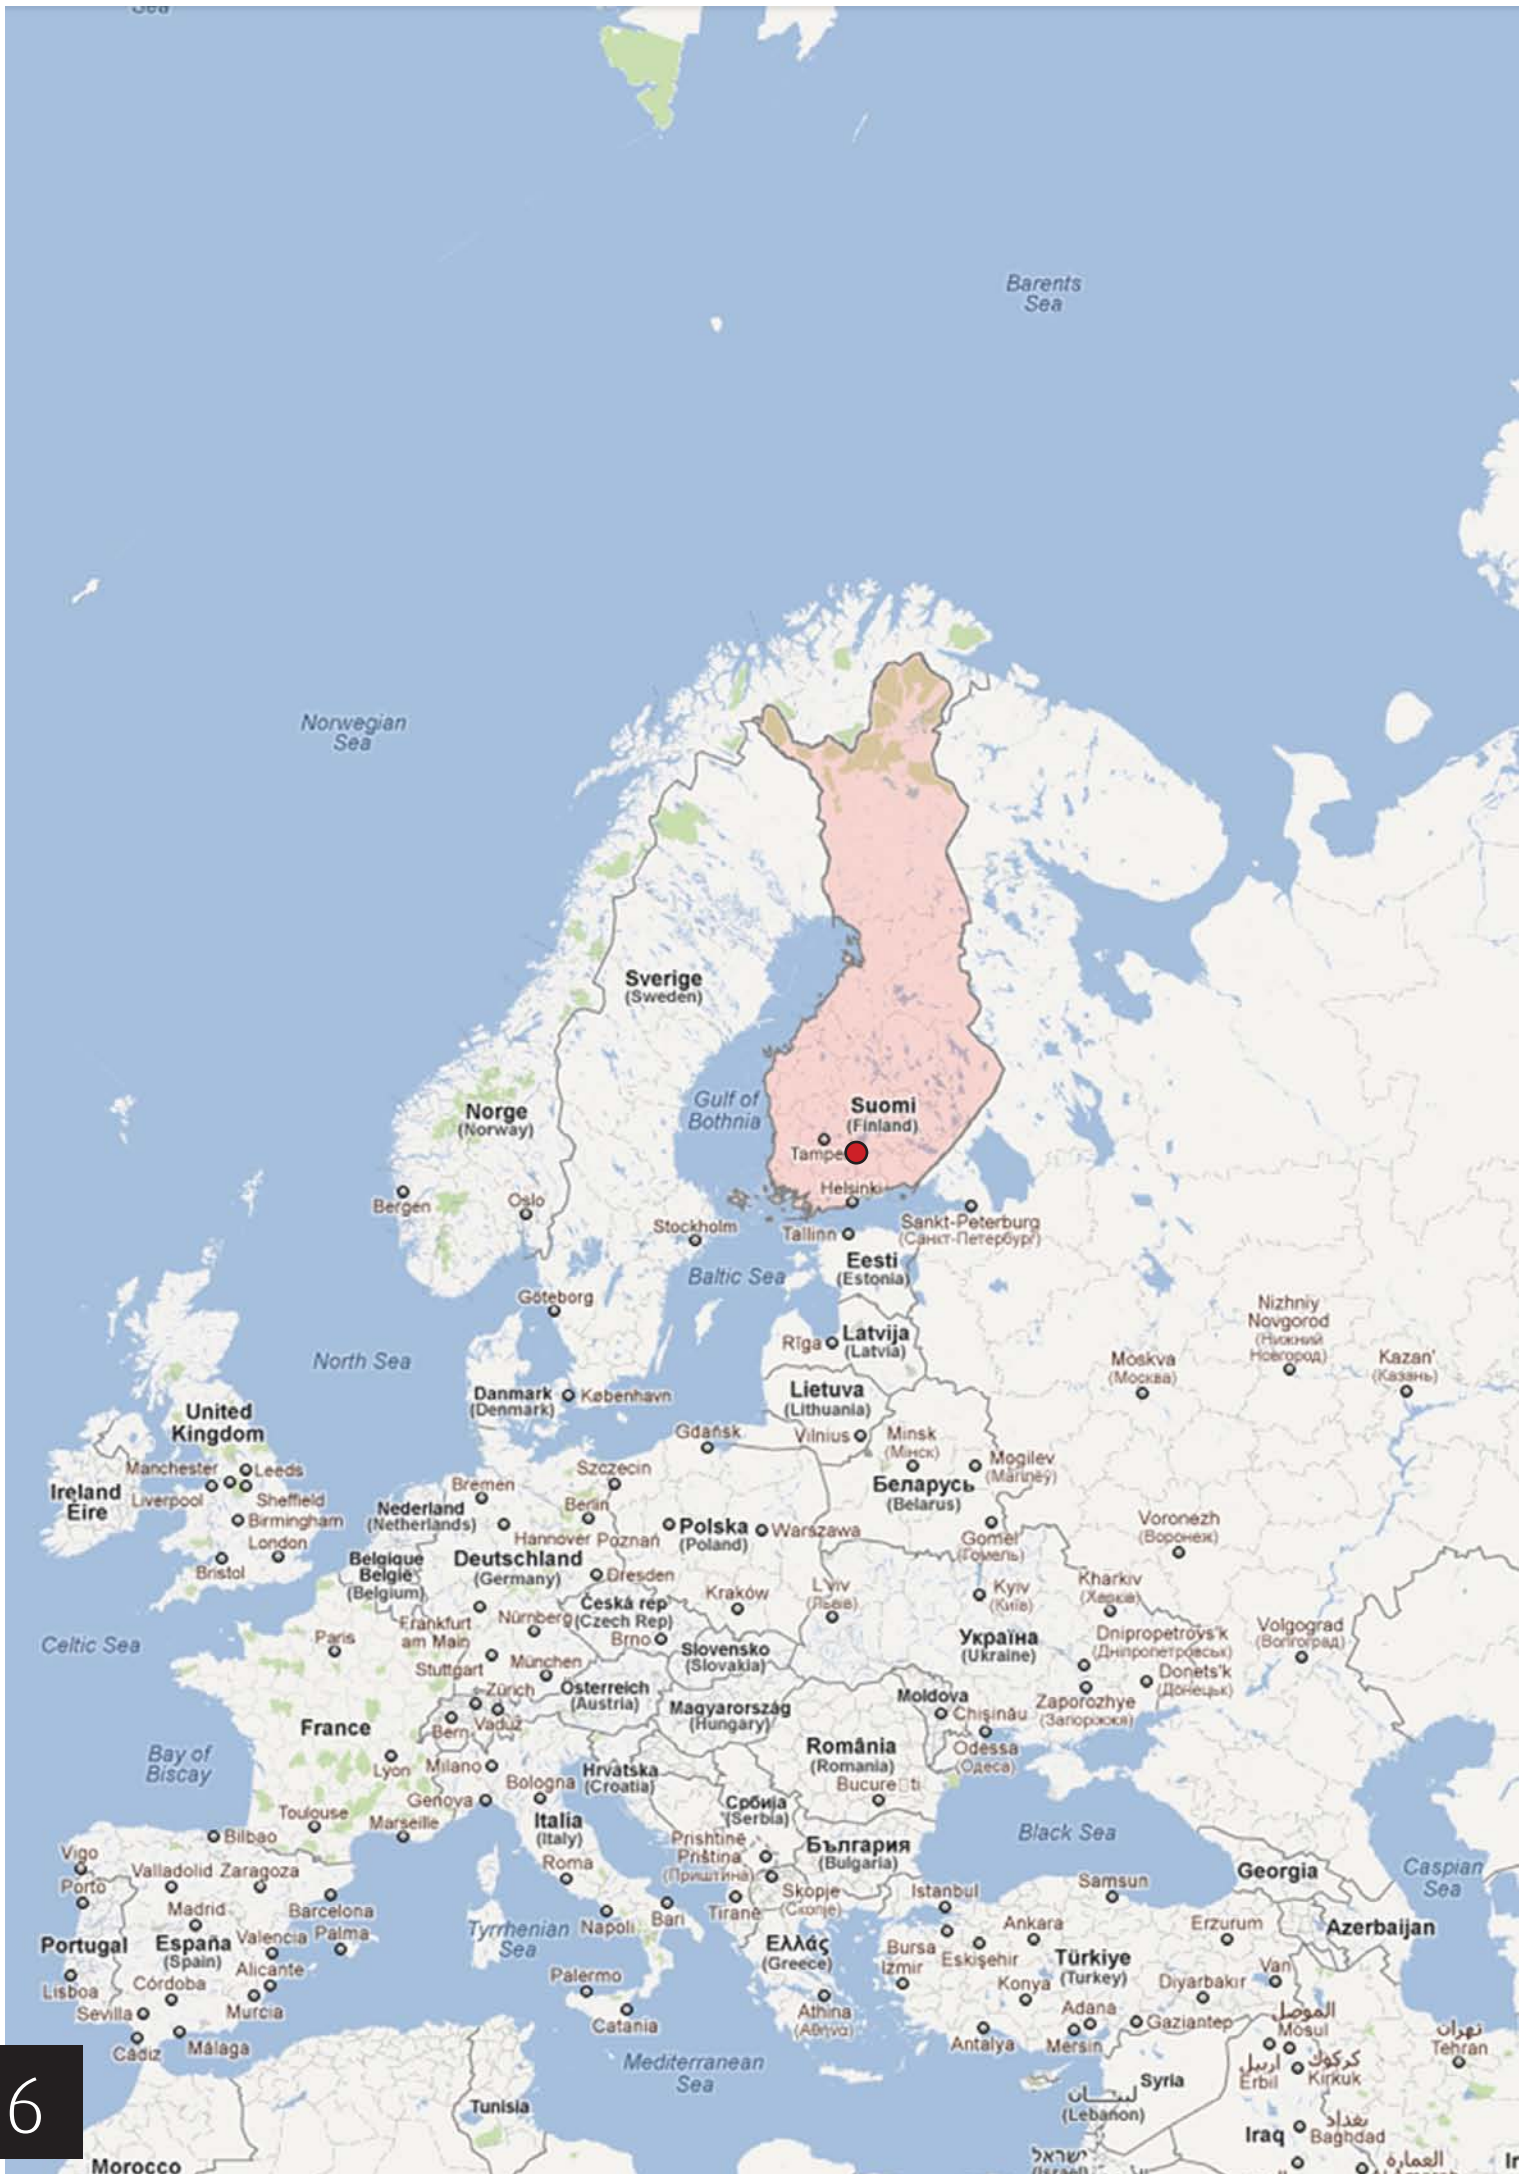 Sea
Barents
Sea
Norwegian
Sea
Sverige
(Sweden)
Gulf of
Bothnia
Suomi
(Finland)
Norge
(Norway)
Helsinki
Bergen
Oslo
Stockholm
Sankt-Peterburg
(Санкт-Петербург)
Tallinn
Eesti
(Estonia)
Baltic Sea
Göteborg
Nizhniy
Novgorod
(Нижний
Новгород)
Rīga
Latvija
(Latvia)
North Sea
Moskva
(Москва)
Kazan'
(Казань)
Danmark
(Denmark)
København
Lietuva
(Lithuania)
United
Kingdom
Gdańsk
Vilnius
Minsk
(Мінск)
Mogilev
Manchester
Leeds
Ireland
Éire
Liverpool
Sheffield
Birmingham
London
Bristol
Bremen
Szczecin
Беларусь
(Belarus)
Nederland
(Netherlands)
Berlin
Hannover
Poznań
Polska
(Poland)
Warszawa
Gomel
(Гомель)
Voronezh
(Воронеж)
Belgique
België
(Belgium)
Deutschland
(Germany)
Dresden
Kraków
L'viv
(Львів)
Kyiv
(Київ)
Kharkiv
(Харків)
Česká rep
(Czech Rep)
Frankfurt
am Main
Nürnberg
Brno
Celtic Sea
Paris
Slovensko
(Slovakia)
Україна
(Ukraine)
Dnipropetrovs'k
(Дніпропетровськ)
Volgograd
(Волгоград)
Stuttgart
München
Donets'k
(Донецьк)
Zürich
Österreich
(Austria)
Magyarország
(Hungary)
Moldova
Chişinău
Zaporozhye
(Запоріжжя)
France
Bern
Vaduz
Odessa
(Одеса)
Bay of
Biscay
Lyon
Milano
Hrvatska
(Croatia)
România
(Romania)
Bologna
Genova
Toulouse
Marseille
Italia
(Italy)
Србија
(Serbia)
Black Sea
Bilbao
Vigo
Valladolid
Zaragoza
Roma
Prishtinë
Priština
(Приштина)
България
(Bulgaria)
Georgia
Caspian
Sea
Porto
Madrid
Barcelona
Skopje
(Скопје)
Istanbul
Samsun
Tyrrhenian
Sea
Napoli
Bari
Tiranë
Ankara
Erzurum
Azerbaijan
Portugal
España
(Spain)
Valencia
Palma
Ελλάς
(Greece)
Bursa
Eskişehir
Türkiye
(Turkey)
Izmir
Van
Lisboa
Córdoba
Alicante
Palermo
Konya
Diyarbakır
Sevilla
Murcia
Catania
Athina
(Αθήνα)
Adana
Gaziantep
الموصل
Mosul
Cádiz
Málaga
Antalya
Mersin
تهران
Tehran
Mediterranean
Sea
Syria
اربيل
Erbil
كركوك
Kirkuk
6
Tunisia
لبنان
(Lebanon)
Iraq
بغداد
Baghdad
Morocco
ישראל
(Israel)
العمارة